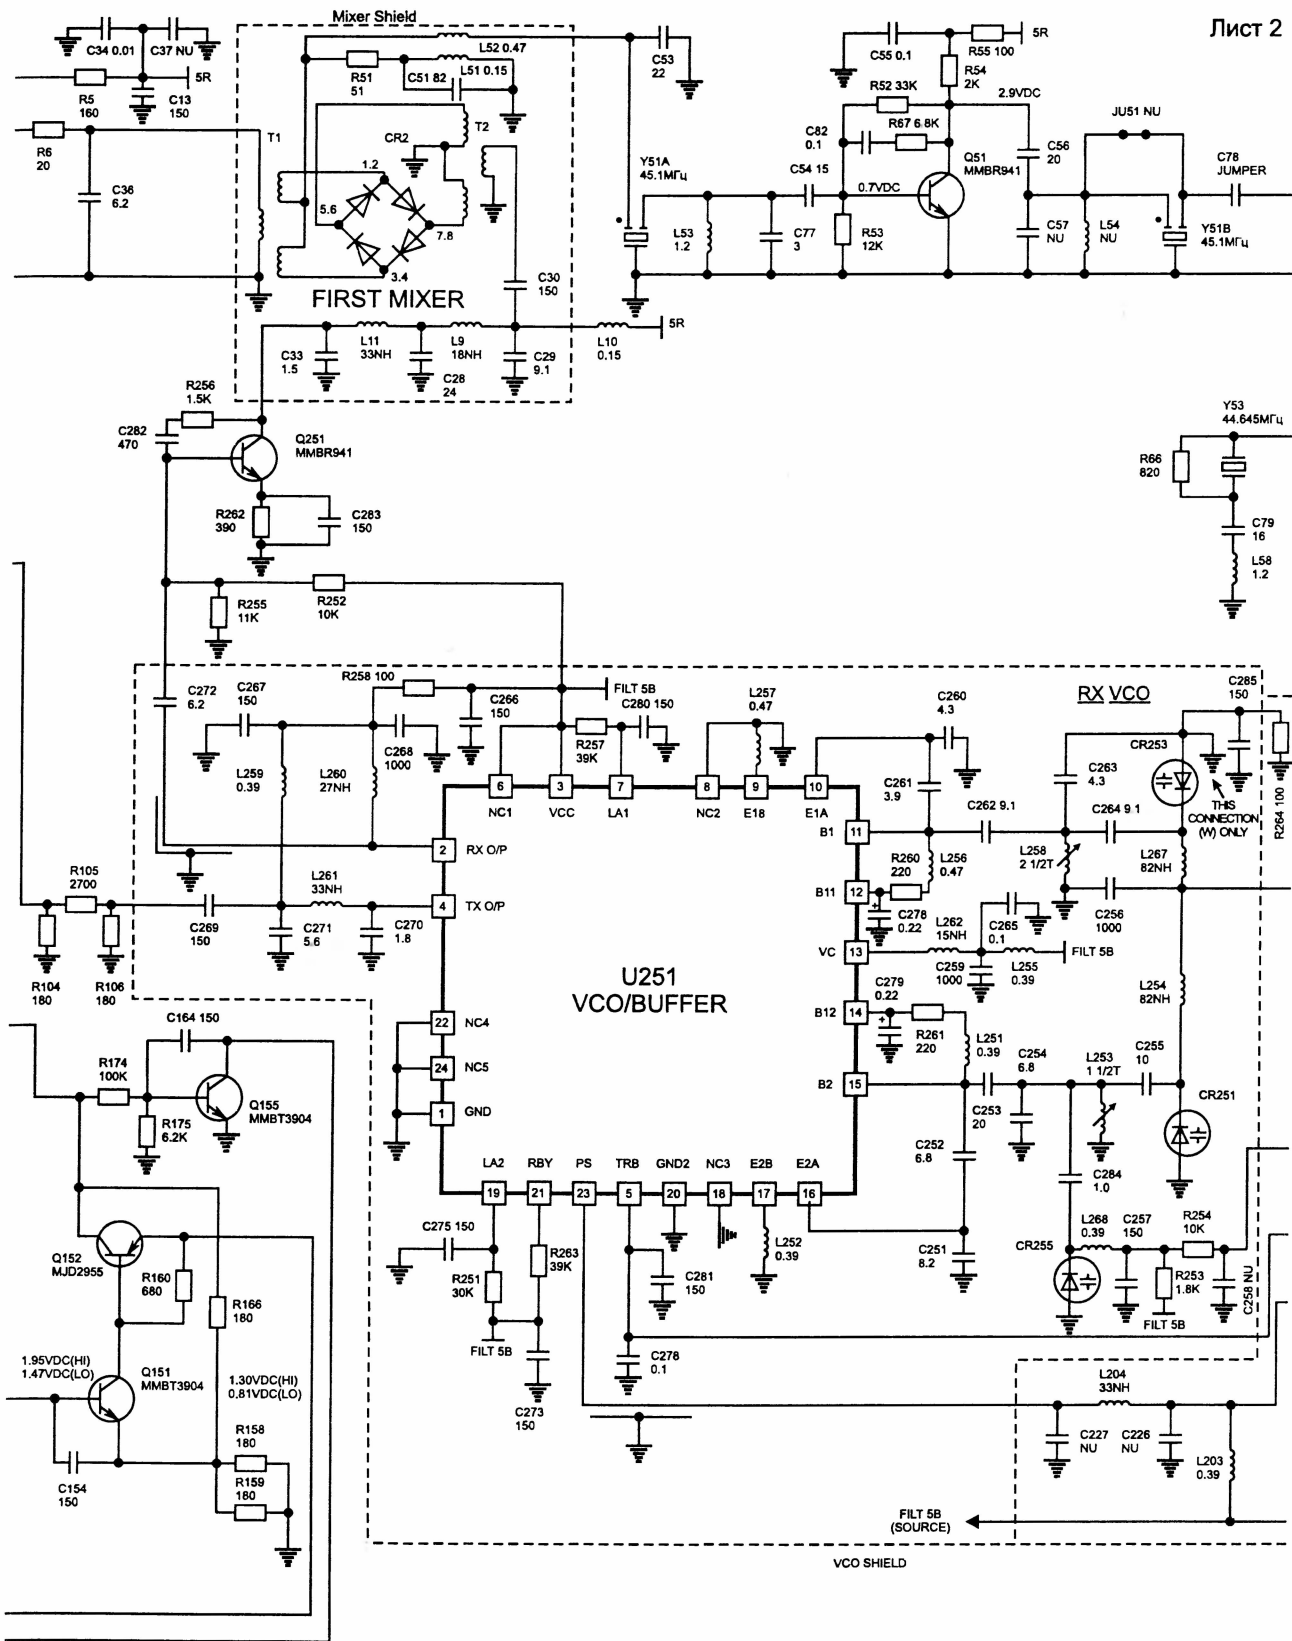 Mixer Shield
Лист 2
C34 0.01
C37 NU
5R
R5
160
C13
150
R6
20
C36
6.2
T1
L52 0.47
R51
51
C51 82
L51 0.15
CR2
T2
1.2
5.6
7.8
3.4
C53
22
C30
150
FIRST MIXER
C33
1.5
L11
33NH
C28
24
L9
18NH
C29
9.1
L10
0.15
5R
C55 0.1
R55 100
5R
R54
2K
R52 33K
2.9VDC
R67 6.8K
C82
0.1
Q51
MMBR941
C54 15
0.7VDC
Y51A
45.1МГц
L53
1.2
C77
3
R53
12K
JU51 NU
C56
20
C78
JUMPER
C57
NU
L54
NU
Y51B
45.1МГц
R256
1.5K
C282
470
Q251
MMBR941
R262
390
C283
150
R255
11K
R252
10K
Y53
44.645МГц
R66
820
C79
16
L58
1.2
C272
6.2
C267
150
R258 100
C266
150
FILT 5B
C268
1000
R257
39K
C280 150
L257
0.47
C260
4.3
RX VCO
C285
150
L259
0.39
L260
27NH
C261
3.9
C262 9.1
C263
4.3
C264 9.1
CR253
THIS
CONNECTION
(W) ONLY
R264 100
6
NC1
3
VCC
7
LA1
8
NC2
9
E18
10
E1A
2
RX O/P
4
TX O/P
B1
11
B11
12
VC
13
B12
14
B2
15
R260
220
L256
0.47
L258
2 1/2T
L267
82NH
C278
0.22
L262
15NH
C265
0.1
C256
1000
C259
1000
L255
0.39
FILT 5B
L254
82NH
R105
2700
R104
180
R106
180
C269
150
L261
33NH
C271
5.6
C270
1.8
U251
VCO/BUFFER
C279
0.22
R261
220
L251
0.39
C254
6.8
L253
1 1/2T
C255
10
C253
20
CR251
C252
6.8
C284
1.0
22
NC4
24
NC5
1
GND
LA2
19
RBY
21
PS
23
TRB
5
GND2
20
NC3
18
E2B
17
E2A
16
C164 150
R174
100K
R175
6.2K
Q155
MMBT3904
C275 150
R251
30K
R263
39K
FILT 5B
C273
150
C281
150
C278
0.1
L252
0.39
C251
8.2
CR255
L268
0.39
C257
150
R254
10K
R253
1.8K
C258 NU
FILT 5B
Q152
MJD2955
R160
680
R166
180
1.95VDC(HI)
1.47VDC(LO)
Q151
MMBT3904
1.30VDC(HI)
0.81VDC(LO)
R158
180
R159
180
C154
150
L204
33NH
C227
NU
C226
NU
L203
0.39
FILT 5B
(SOURCE)
VCO SHIELD